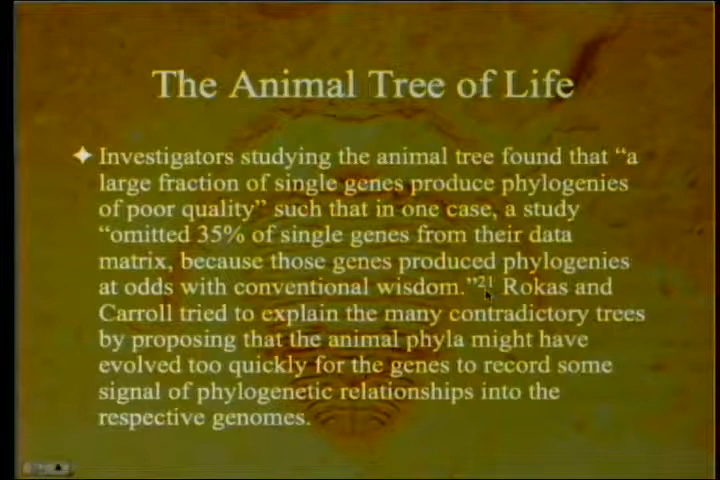 The Animal Tree of Life
Investigators studying the animal tree found that “a
large fraction of single genes produce phylogenies
of poor quality” such that in one case, a study
“omitted 35% of single genes from their data
matrix, because those genes produced phylogenies
at odds with conventional wisdom.”21 Rokas and
Carroll tried to explain the many contradictory trees
by proposing that the animal phyla might have
evolved too quickly for the genes to record some
signal of phylogenetic relationships into the
respective genomes.